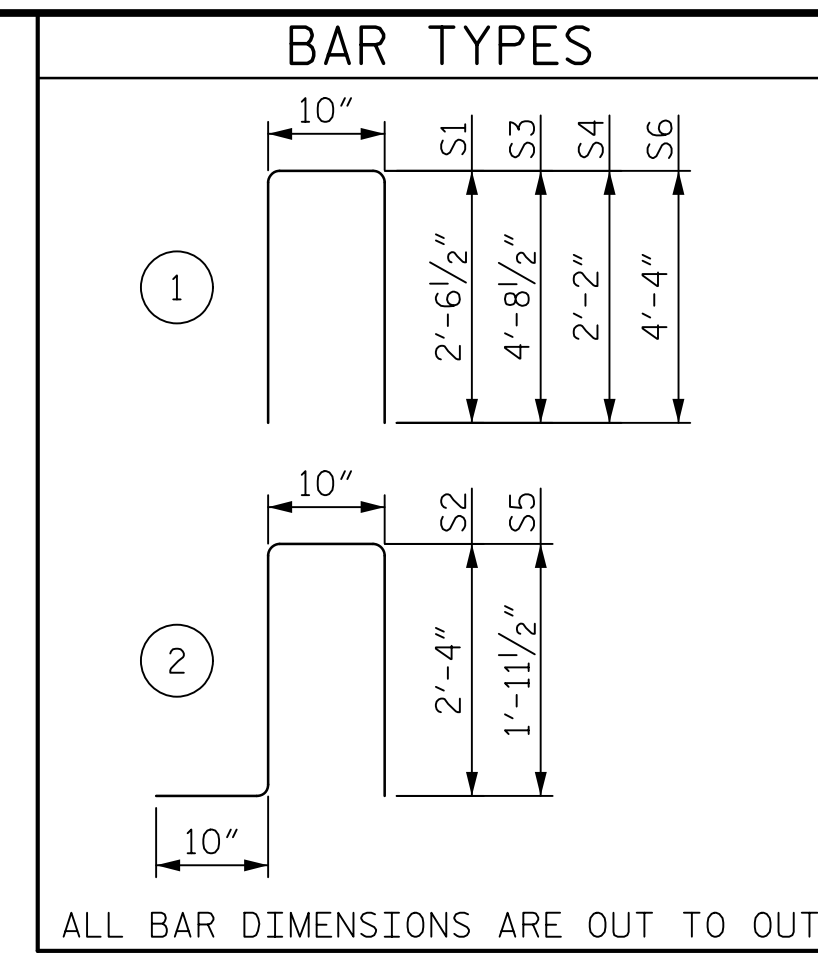 BAR TYPES
10″
S1
S3
S4
S6
1
2′-6½″
4′-8½″
2′-2″
4′-4″
10″
S2
S5
2
2′-4″
1′-11½″
10″
ALL BAR DIMENSIONS ARE OUT TO OUT